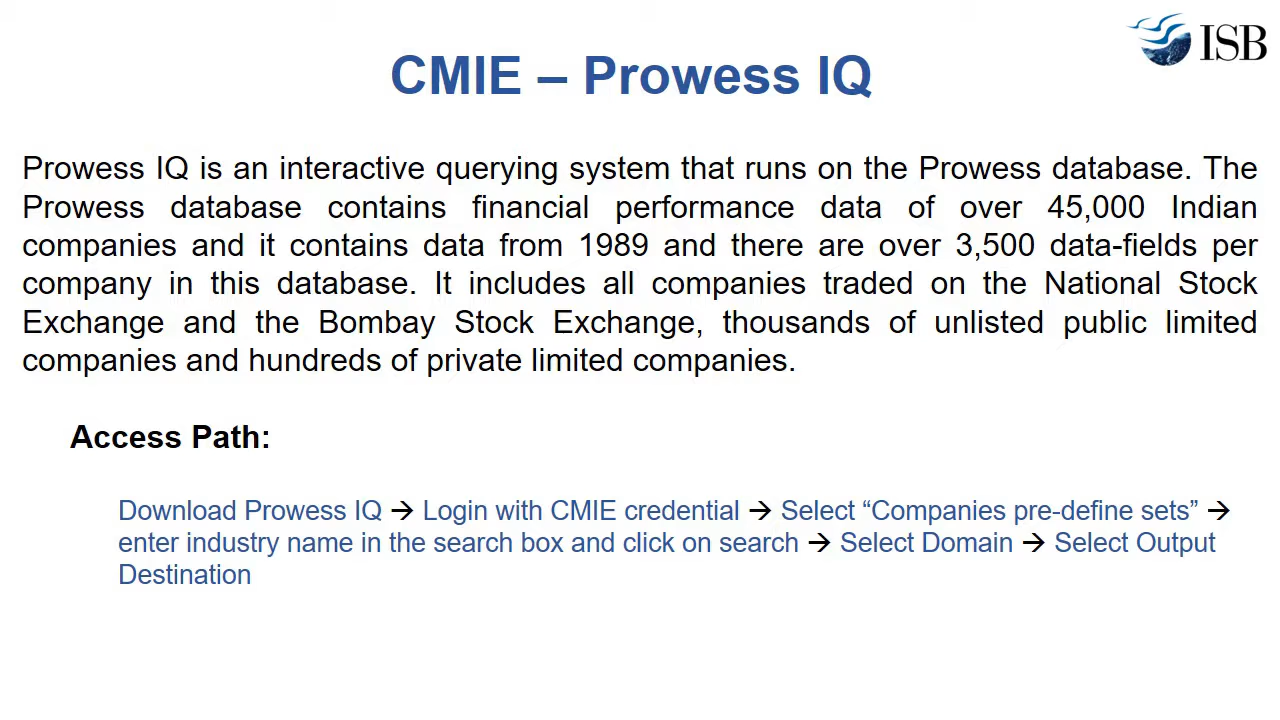 ISB
CMIE – Prowess IQ
Prowess IQ is an interactive querying system that runs on the Prowess database. The
Prowess database contains financial performance data of over 45,000 Indian
companies and it contains data from 1989 and there are over 3,500 data-fields per
company in this database. It includes all companies traded on the National Stock
Exchange and the Bombay Stock Exchange, thousands of unlisted public limited
companies and hundreds of private limited companies.
Access Path:
Download Prowess IQ → Login with CMIE credential → Select “Companies pre-define sets” →
enter industry name in the search box and click on search → Select Domain → Select Output
Destination